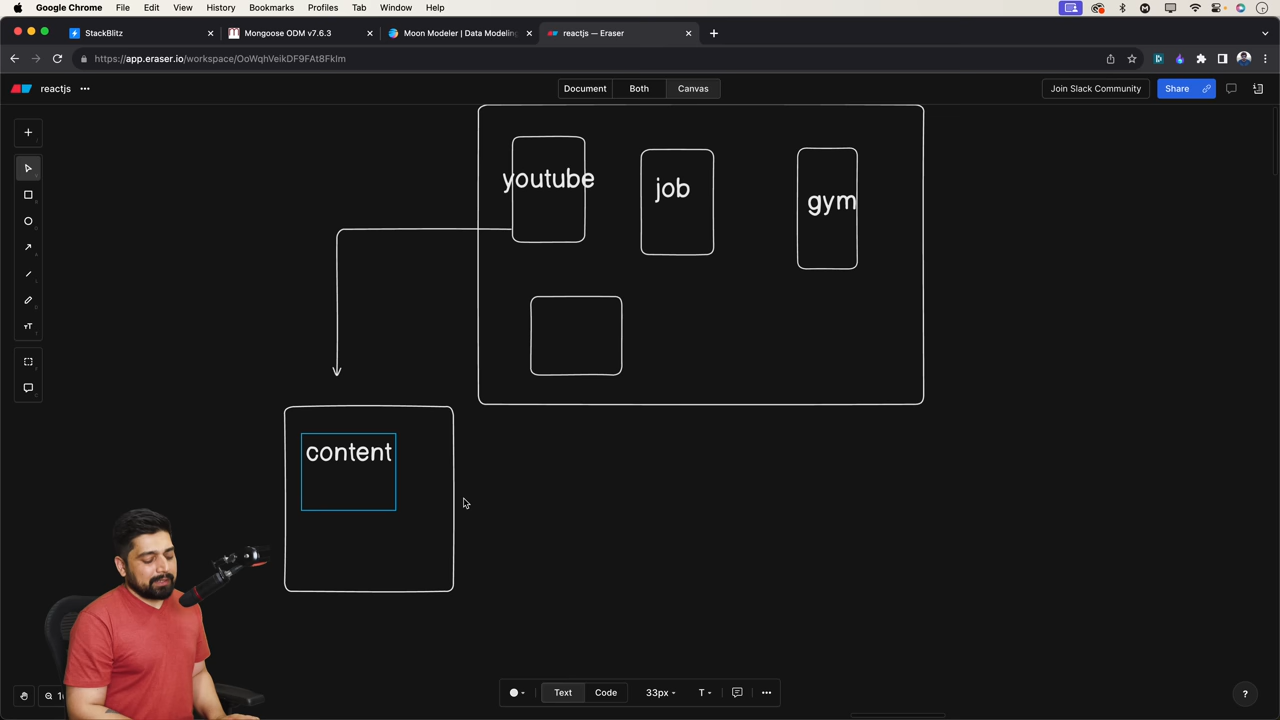 Google Chrome File Edit View History Bookmarks Profiles Tab Window Help
StackBlitz
Mongoose ODM v7.6.3
Moon Modeler | Data Modeling
reactjs — Eraser
https://app.eraser.io/workspace/OoWqhVeikDF9FAt8FkIm
reactjs
Document Both Canvas
Join Slack Community
Share
youtube
job
gym
content
Text Code 33px T
?